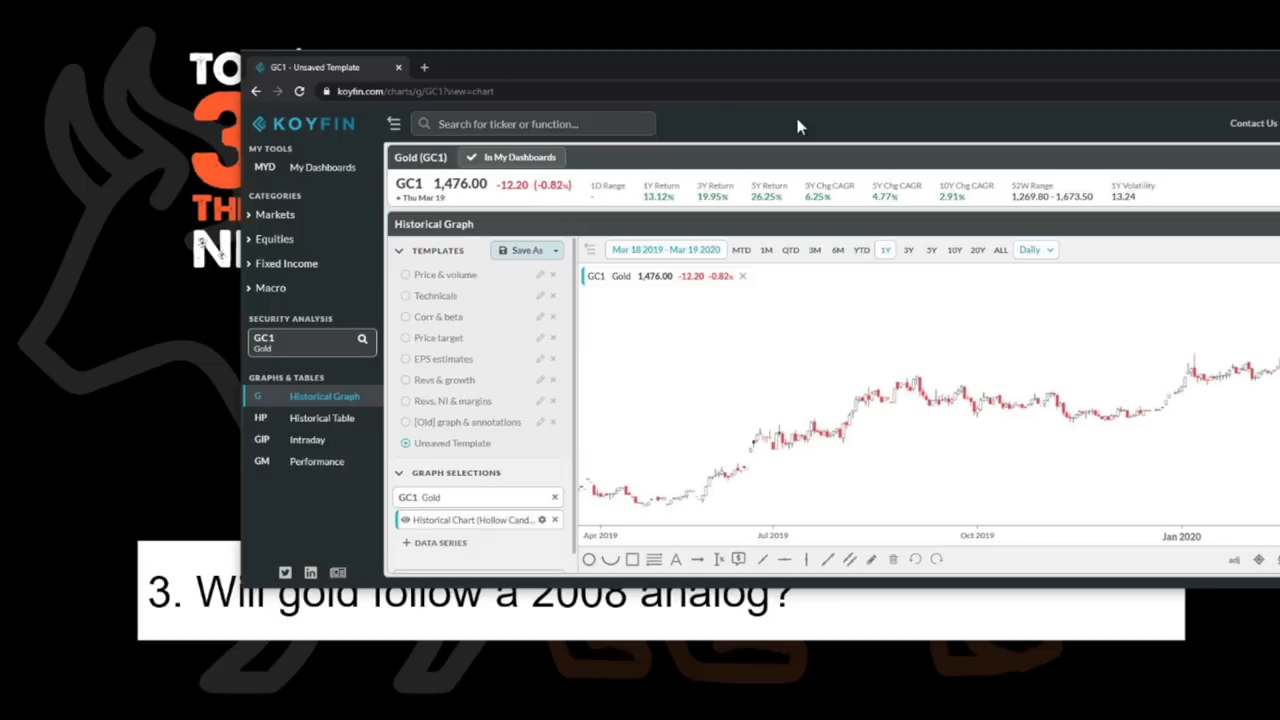 TO
3
TH
N
GC1 - Unsaved Template
koyfin.com/charts/g/GC1?view=chart
KOYFIN
Search for ticker or function...
Contact Us
MY TOOLS
MYD My Dashboards
CATEGORIES
Markets
Equities
Fixed Income
Macro
SECURITY ANALYSIS
GC1
Gold
GRAPHS & TABLES
G Historical Graph
HP Historical Table
GIP Intraday
GM Performance
Gold (GC1) In My Dashboards
GC1 1,476.00 -12.20 (-0.82%)
Thu Mar 19
1D Range 1Y Return 3Y Return 5Y Return 3Y Chg CAGR 5Y Chg CAGR 10Y Chg CAGR 52W Range 1Y Volatility
- 13.12% 19.95% 26.25% 6.25% 4.77% 2.91% 1,269.80 - 1,673.50 13.24
Historical Graph
TEMPLATES Save As
Price & volume
Technicals
Corr & beta
Price target
EPS estimates
Revs & growth
Revs, NI & margins
[Old] graph & annotations
Unsaved Template
GRAPH SELECTIONS
GC1 Gold
Historical Chart (Hollow Cand...
+ DATA SERIES
Mar 18 2019 - Mar 19 2020 MTD 1M QTD 3M 6M YTD 1Y 3Y 5Y 10Y 20Y ALL Daily
GC1 Gold 1,476.00 -12.20 -0.82%
Apr 2019 Jul 2019 Oct 2019 Jan 2020
adj
3. Will gold follow a 2008 analog?